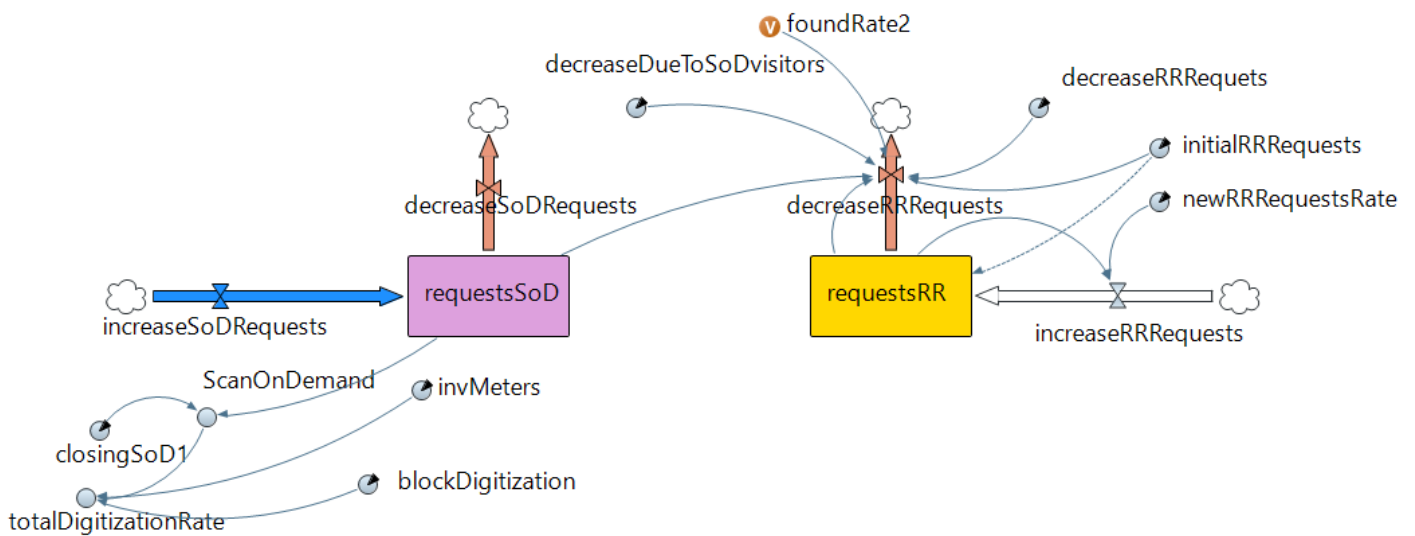 V foundRate2
decreaseDueToSoDvisitors
decreaseRRRequets
initialRRRequests
newRRRequestsRate
decreaseSoDRequests
decreaseRRRequests
requestsSoD
requestsRR
increaseSoDRequests
increaseRRRequests
ScanOnDemand
invMeters
closingSoD1
blockDigitization
totalDigitizationRate